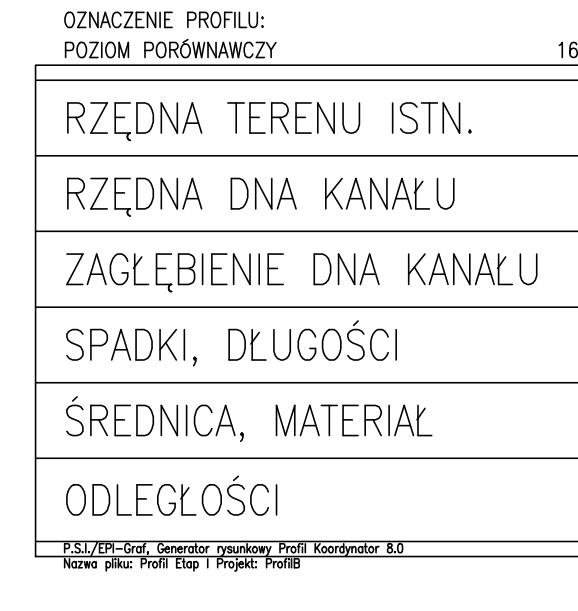 OZNACZENIE PROFILU:
POZIOM PORÓWNAWCZY 16
RZĘDNA TERENU ISTN.
RZĘDNA DNA KANAŁU
ZAGŁĘBIENIE DNA KANAŁU
SPADKI, DŁUGOŚCI
ŚREDNICA, MATERIAŁ
ODLEGŁOŚCI
P.S.I./EPI-Graf, Generator rysunkowy Profil Koordynator 8.0
Nazwa pliku: Profil Etap I Projekt: ProfilB